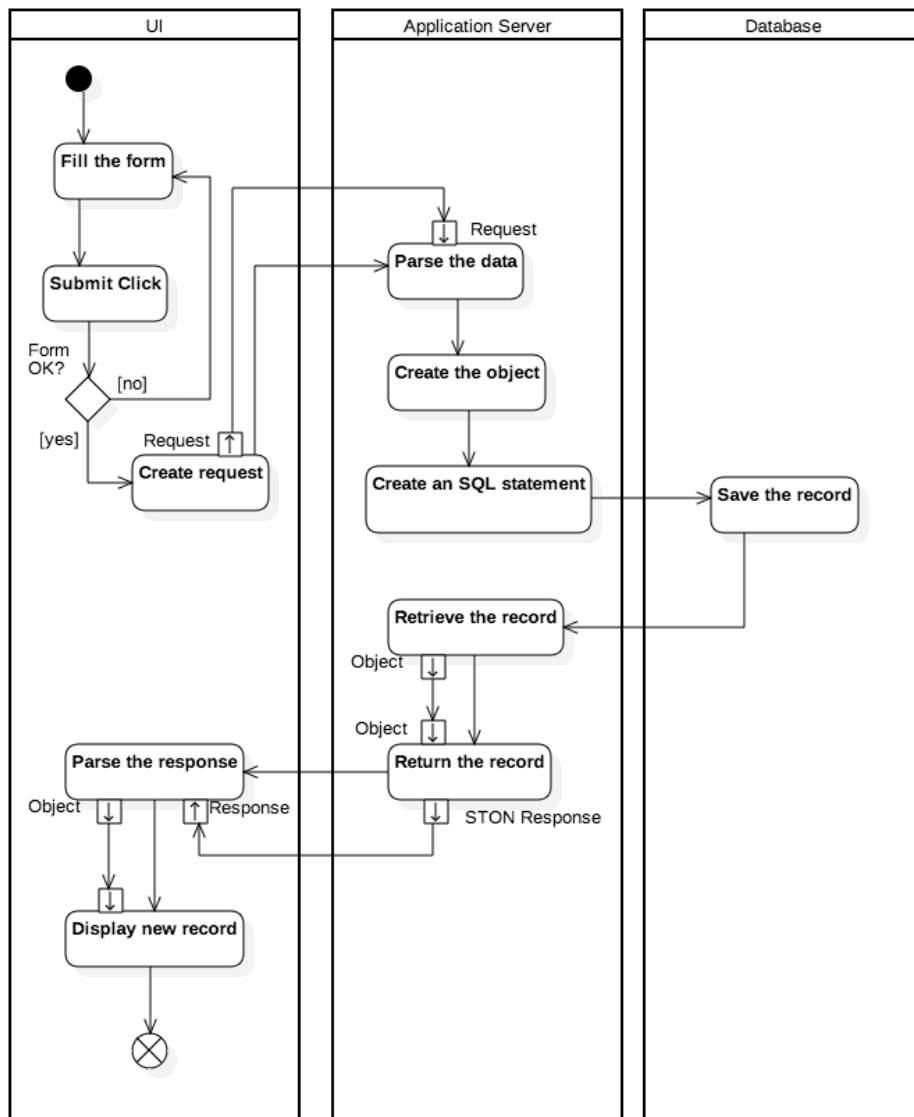 UI
Application Server
Database
Fill the form
Submit Click
Form
OK?
[no]
[yes]
Request
Create request
Request
Parse the data
Create the object
Create an SQL statement
Save the record
Retrieve the record
Object
Object
Return the record
STON Response
Parse the response
Object
Response
Display new record